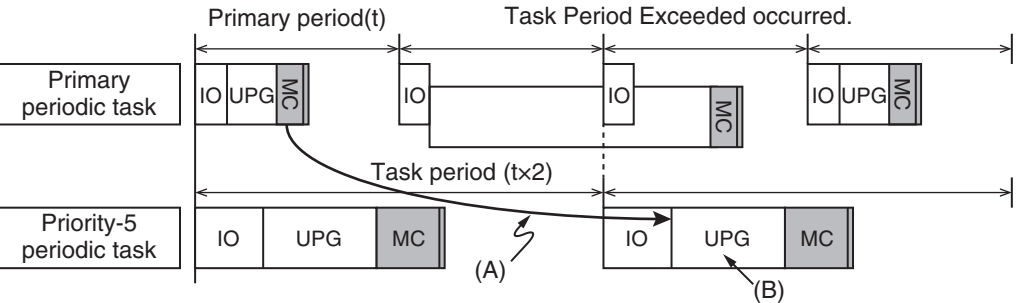 Primary period(t)
Task Period Exceeded occurred.
Primary
periodic task
IO UPG MC
IO
IO
MC
IO UPG MC
Task period (t×2)
Priority-5
periodic task
IO UPG MC
IO UPG MC
(A)
(B)